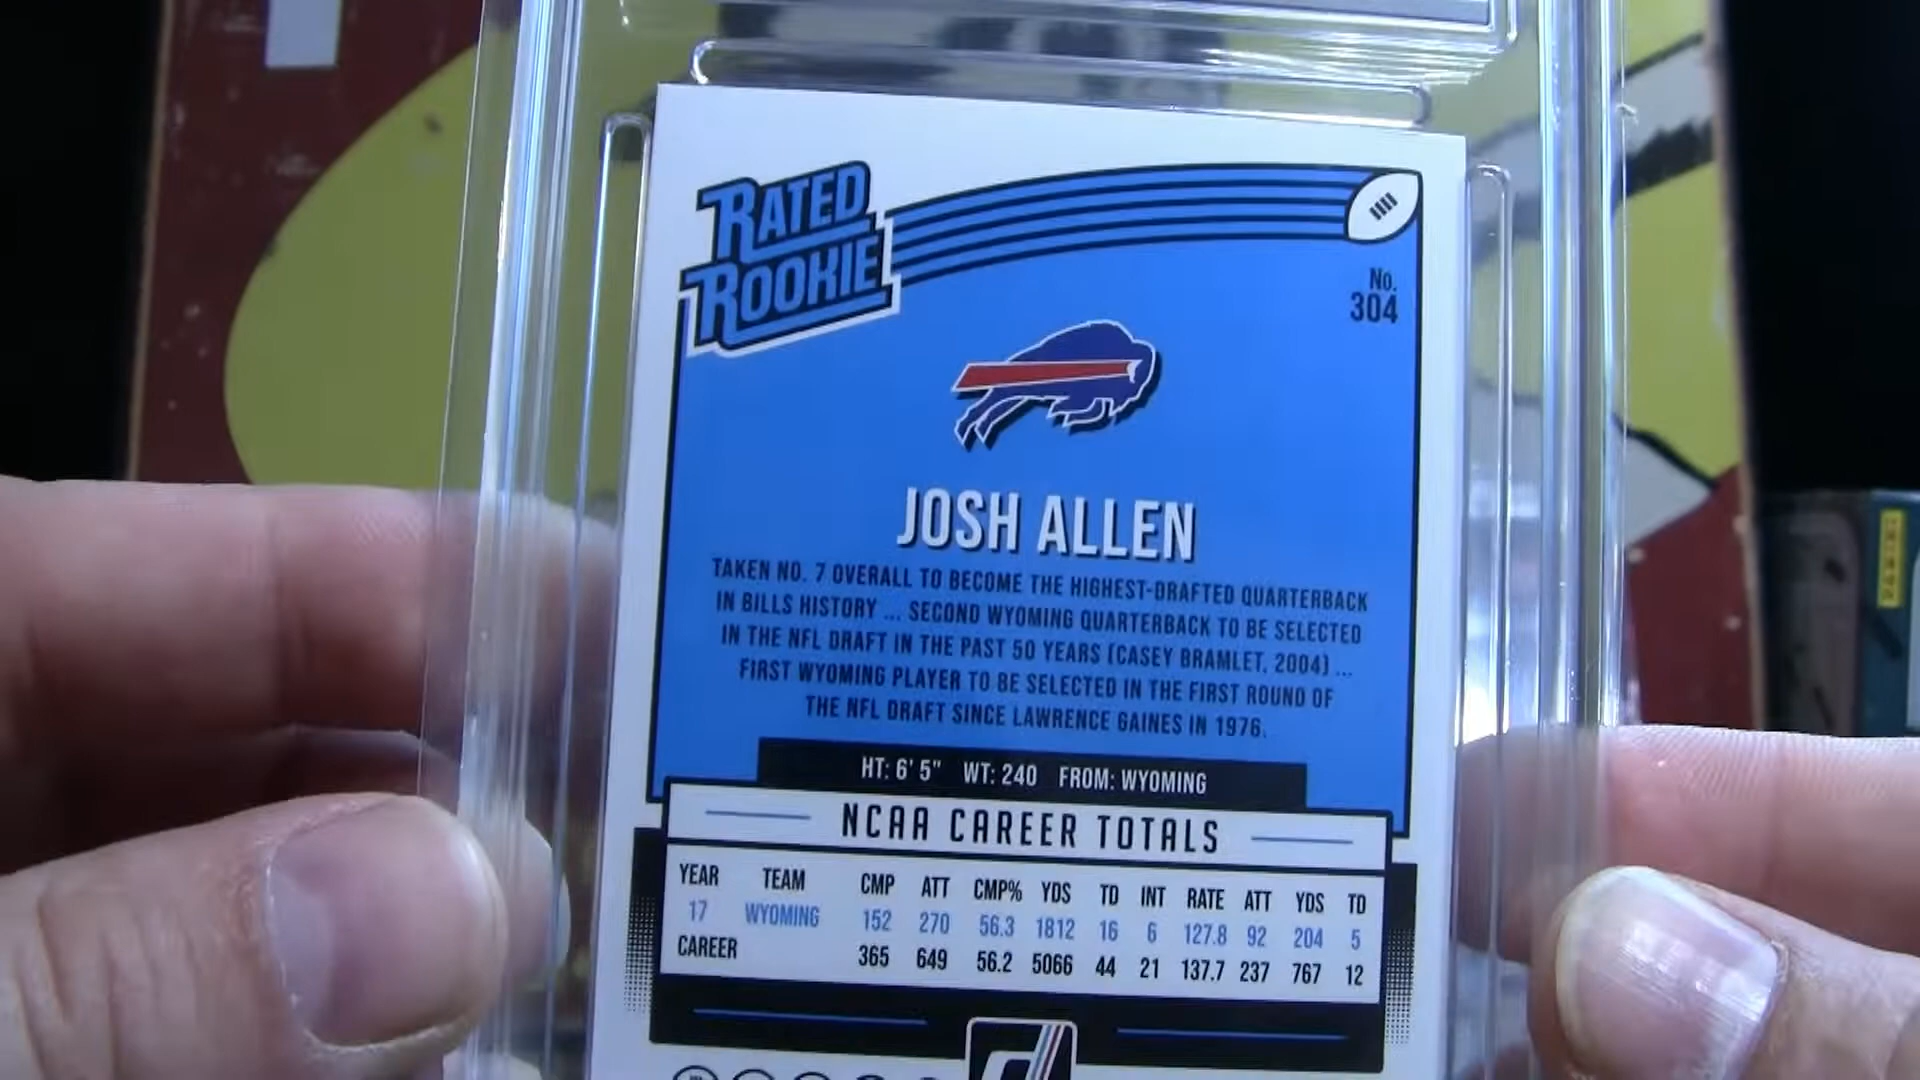 RATED
ROOKIE
No.
304
JOSH ALLEN
TAKEN NO. 7 OVERALL TO BECOME THE HIGHEST-DRAFTED QUARTERBACK
IN BILLS HISTORY ... SECOND WYOMING QUARTERBACK TO BE SELECTED
IN THE NFL DRAFT IN THE PAST 50 YEARS (CASEY BRAMLET, 2004) ...
FIRST WYOMING PLAYER TO BE SELECTED IN THE FIRST ROUND OF
THE NFL DRAFT SINCE LAWRENCE GAINES IN 1976.
HT: 6' 5" WT: 240 FROM: WYOMING
NCAA CAREER TOTALS
YEAR TEAM CMP ATT CMP% YDS TD INT RATE ATT YDS TD
17 WYOMING 152 270 56.3 1812 16 6 127.8 92 204 5
CAREER 365 649 56.2 5066 44 21 137.7 237 767 12